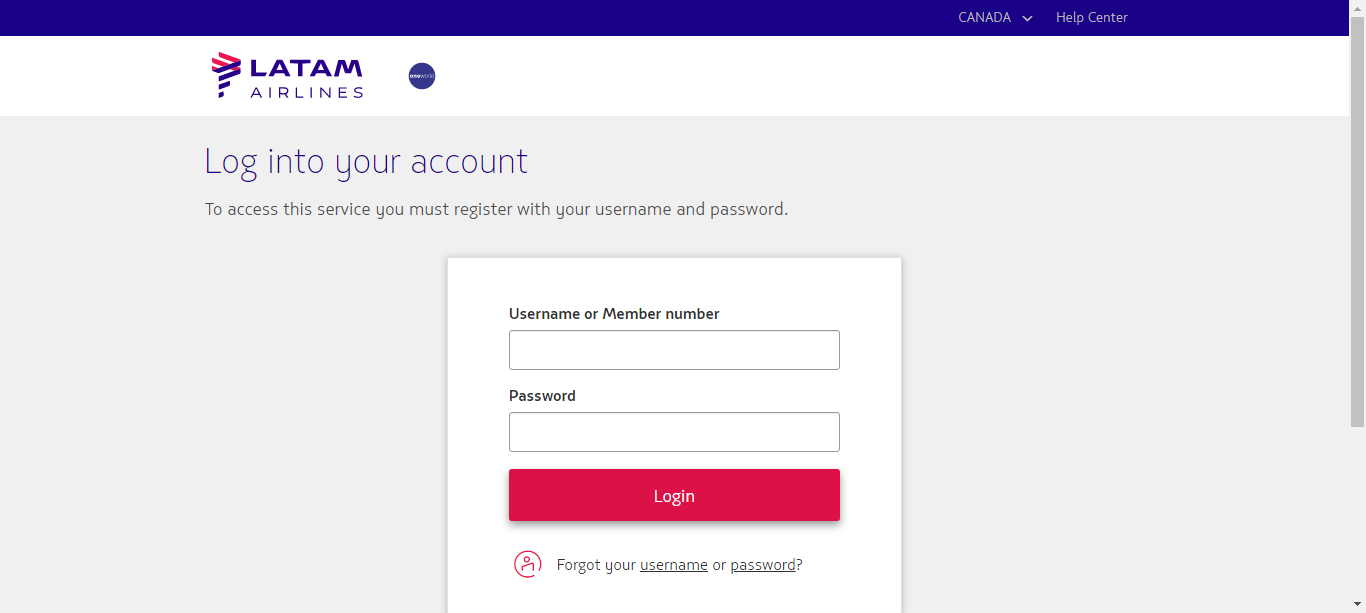 CANADA Help Center
LATAM
AIRLINES
oneworld
Log into your account
To access this service you must register with your username and password.
Username or Member number
Password
Login
Forgot your username or password?